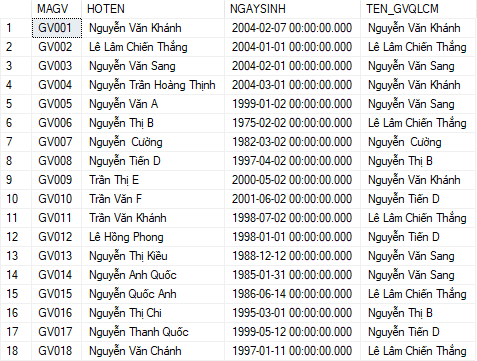 MAGV HOTEN NGAYSINH TEN_GVQLCM
1 GV001 Nguyễn Văn Khánh 2004-02-07 00:00:00.000 Nguyễn Văn Khánh
2 GV002 Lê Lâm Chiến Thắng 2004-01-01 00:00:00.000 Lê Lâm Chiến Thắng
3 GV003 Nguyễn Văn Sang 2004-02-01 00:00:00.000 Nguyễn Văn Sang
4 GV004 Nguyễn Trần Hoàng Thịnh 2004-03-01 00:00:00.000 Nguyễn Văn Khánh
5 GV005 Nguyễn Văn A 1999-01-02 00:00:00.000 Nguyễn Văn Sang
6 GV006 Nguyễn Thị B 1975-02-02 00:00:00.000 Lê Lâm Chiến Thắng
7 GV007 Nguyễn Cường 1982-03-02 00:00:00.000 Nguyễn Cường
8 GV008 Nguyễn Tiến D 1997-04-02 00:00:00.000 Nguyễn Thị B
9 GV009 Trần Thị E 2000-05-02 00:00:00.000 Nguyễn Văn Khánh
10 GV010 Trần Văn F 2001-06-02 00:00:00.000 Nguyễn Tiến D
11 GV011 Trần Văn Khánh 1998-07-02 00:00:00.000 Lê Lâm Chiến Thắng
12 GV012 Lê Hồng Phong 1998-01-01 00:00:00.000 Nguyễn Tiến D
13 GV013 Nguyễn Thị Kiều 1988-12-12 00:00:00.000 Nguyễn Văn Sang
14 GV014 Nguyễn Anh Quốc 1985-01-31 00:00:00.000 Nguyễn Văn Sang
15 GV015 Nguyễn Quốc Anh 1986-06-14 00:00:00.000 Lê Lâm Chiến Thắng
16 GV016 Nguyễn Thị Chi 1995-03-01 00:00:00.000 Nguyễn Thị B
17 GV017 Nguyễn Thanh Quốc 1999-05-12 00:00:00.000 Nguyễn Tiến D
18 GV018 Nguyễn Văn Chánh 1997-01-11 00:00:00.000 Lê Lâm Chiến Thắng